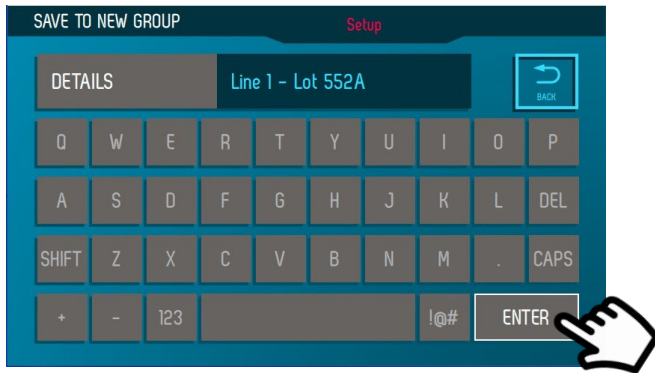 SAVE TO NEW GROUP Setup
DETAILS Line 1 - Lot 552A
BACK
Q W E R T Y U I O P
A S D F G H J K L DEL
SHIFT Z X C V B N M . CAPS
+ - 123 !@# ENTER